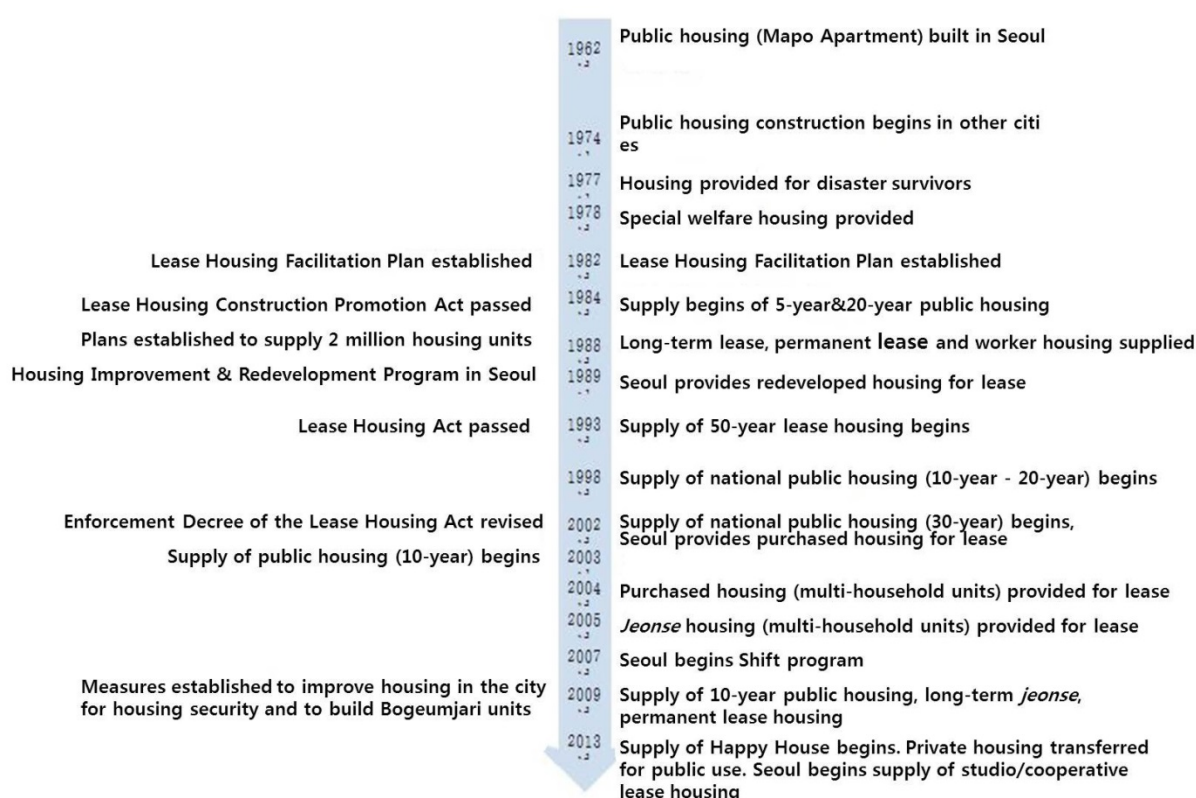 1962
Public housing (Mapo Apartment) built in Seoul
1974
Public housing construction begins in other citi
es
1977
Housing provided for disaster survivors
1978
Special welfare housing provided
Lease Housing Facilitation Plan established
1982
Lease Housing Facilitation Plan established
Lease Housing Construction Promotion Act passed
1984
Supply begins of 5-year&20-year public housing
Plans established to supply 2 million housing units
1988
Long-term lease, permanent lease and worker housing supplied
Housing Improvement & Redevelopment Program in Seoul
1989
Seoul provides redeveloped housing for lease
Lease Housing Act passed
1993
Supply of 50-year lease housing begins
1998
Supply of national public housing (10-year - 20-year) begins
Enforcement Decree of the Lease Housing Act revised
2002
Supply of national public housing (30-year) begins,
Seoul provides purchased housing for lease
Supply of public housing (10-year) begins
2003
2004
Purchased housing (multi-household units) provided for lease
2005
Jeonse housing (multi-household units) provided for lease
2007
Seoul begins Shift program
Measures established to improve housing in the city
for housing security and to build Bogeumjari units
2009
Supply of 10-year public housing, long-term jeonse,
permanent lease housing
2013
Supply of Happy House begins. Private housing transferred
for public use. Seoul begins supply of studio/cooperative
lease housing